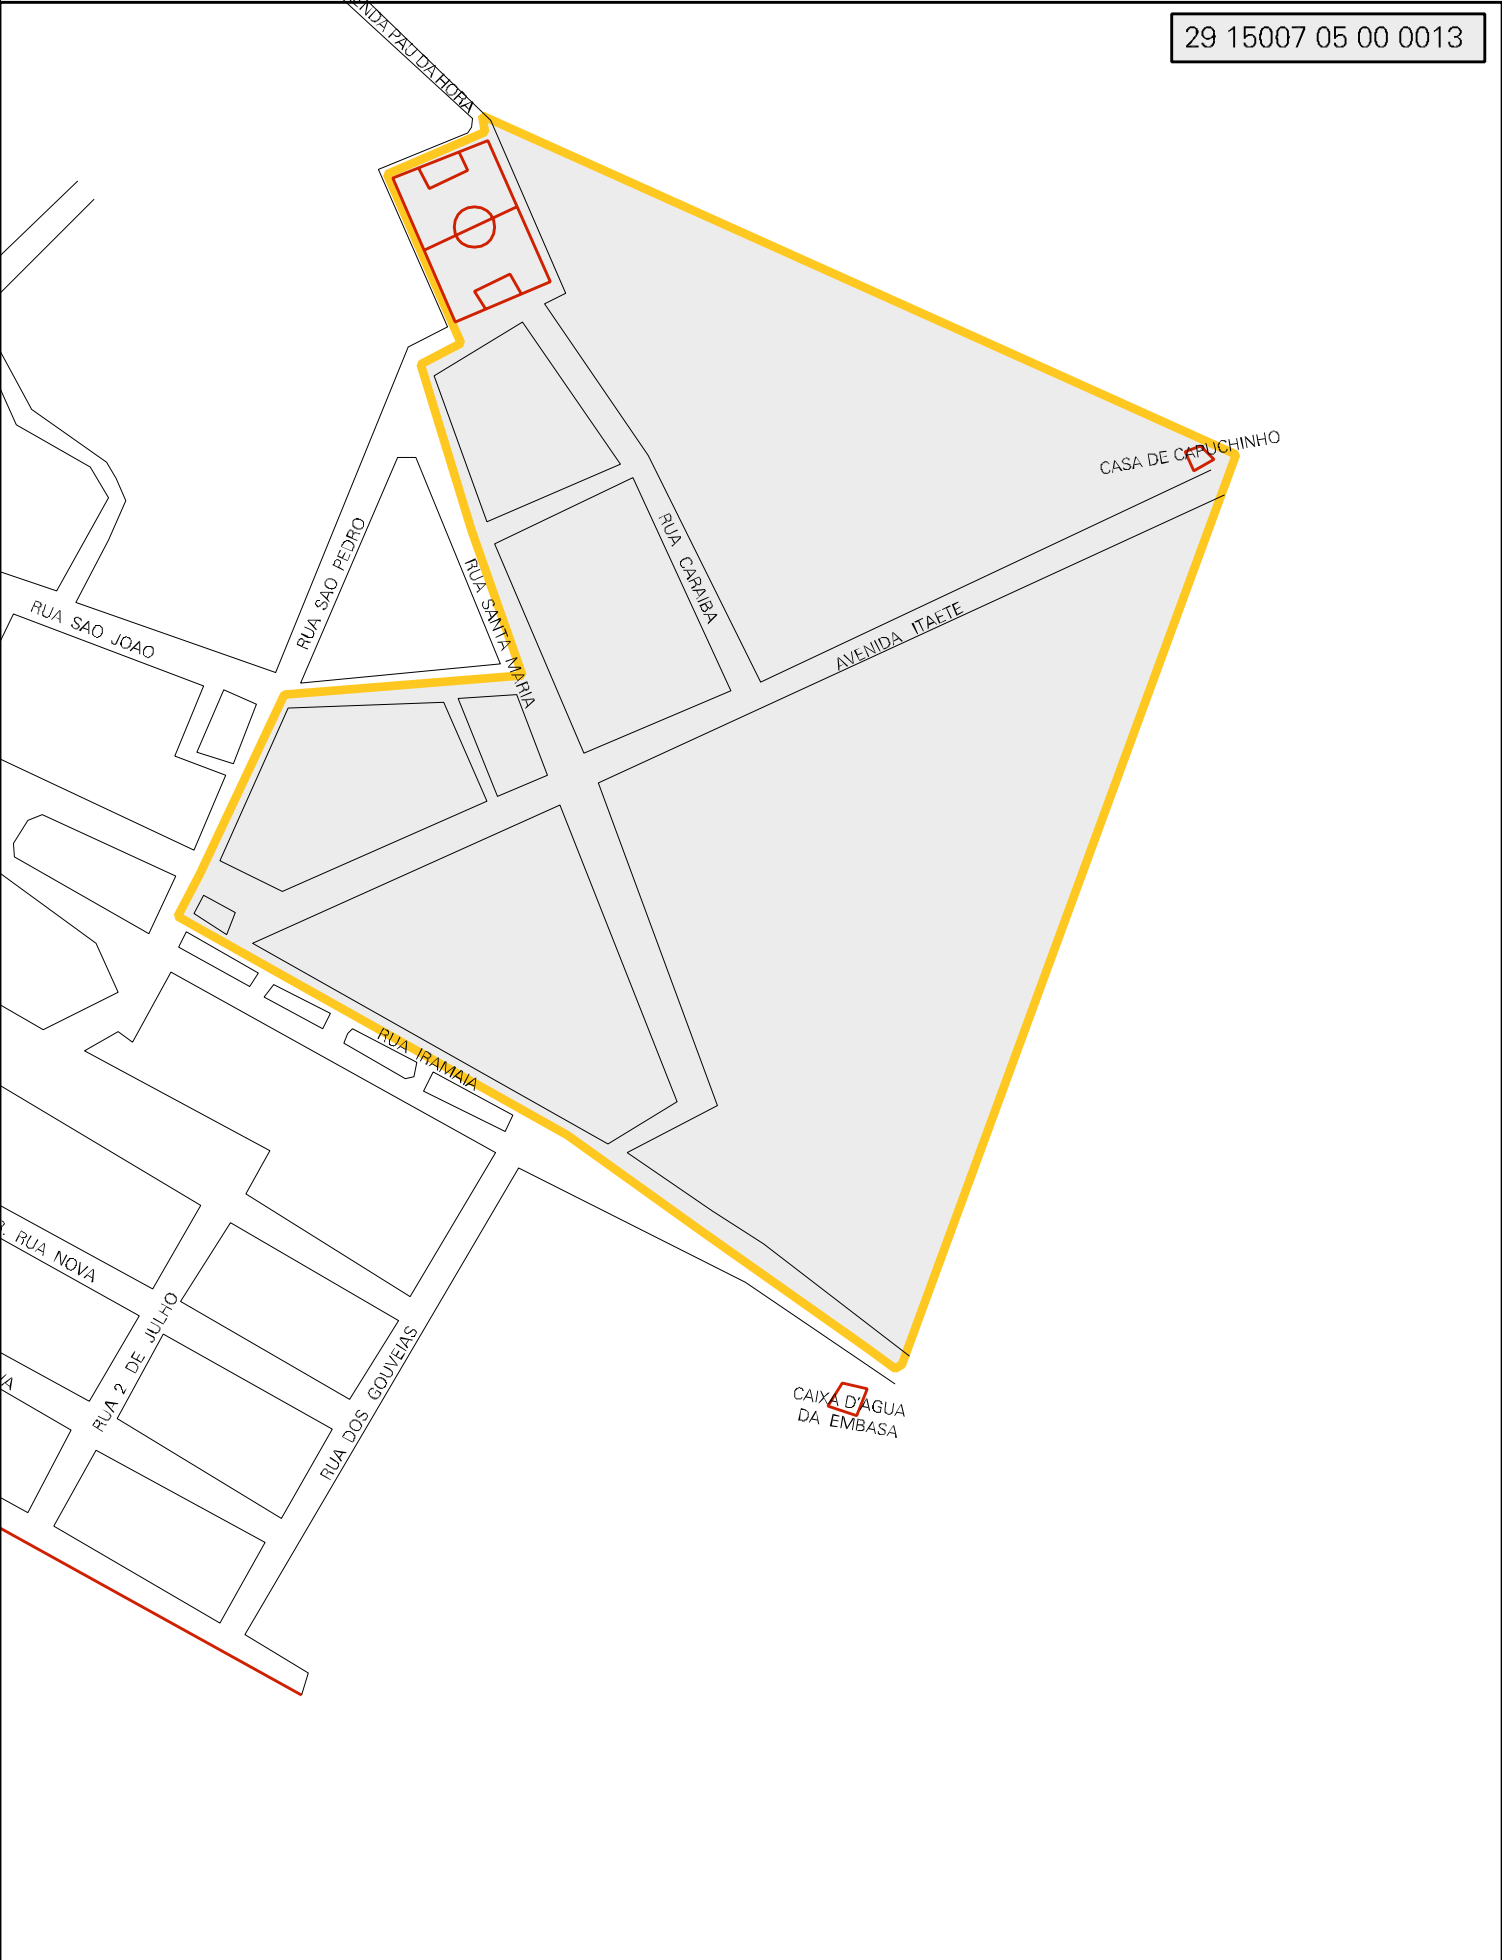 29 15007 05 00 0013
PAU DA HORA
CASA DE CAPUCHINHO
RUA SAO PEDRO
RUA CARAIBA
RUA SANTA MARIA
RUA SAO JOAO
AVENIDA ITAETE
RUA IRAMAIA
RUA NOVA
RUA 2 DE JULHO
RUA DOS GOUVEIAS
CAIXA D'AGUA
DA EMBASA